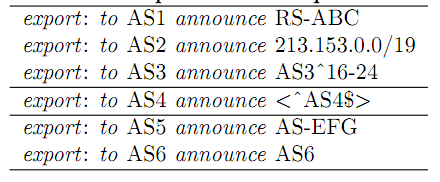 export: to AS1 announce RS-ABC
export: to AS2 announce 213.153.0.0/19
export: to AS3 announce AS3^16-24
export: to AS4 announce <^AS4$>
export: to AS5 announce AS-EFG
export: to AS6 announce AS6